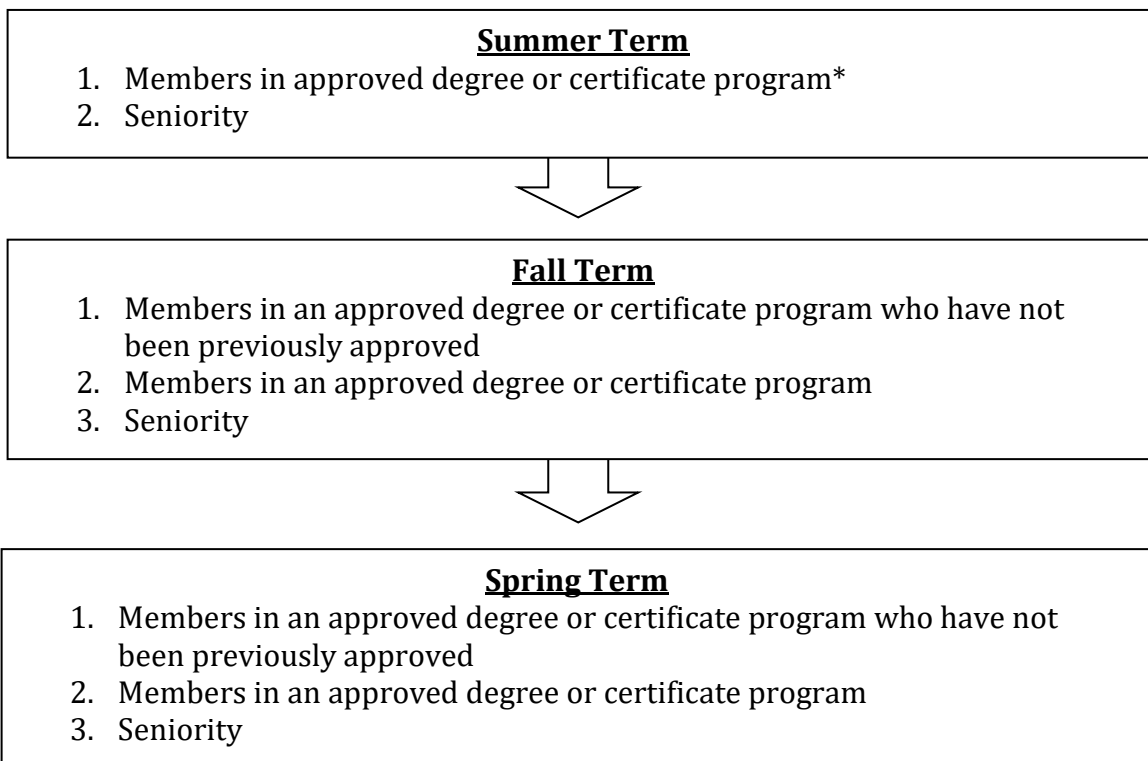 Summer Term
1. Members in approved degree or certificate program*
2. Seniority
Fall Term
1. Members in an approved degree or certificate program who have not
been previously approved
2. Members in an approved degree or certificate program
3. Seniority
Spring Term
1. Members in an approved degree or certificate program who have not
been previously approved
2. Members in an approved degree or certificate program
3. Seniority